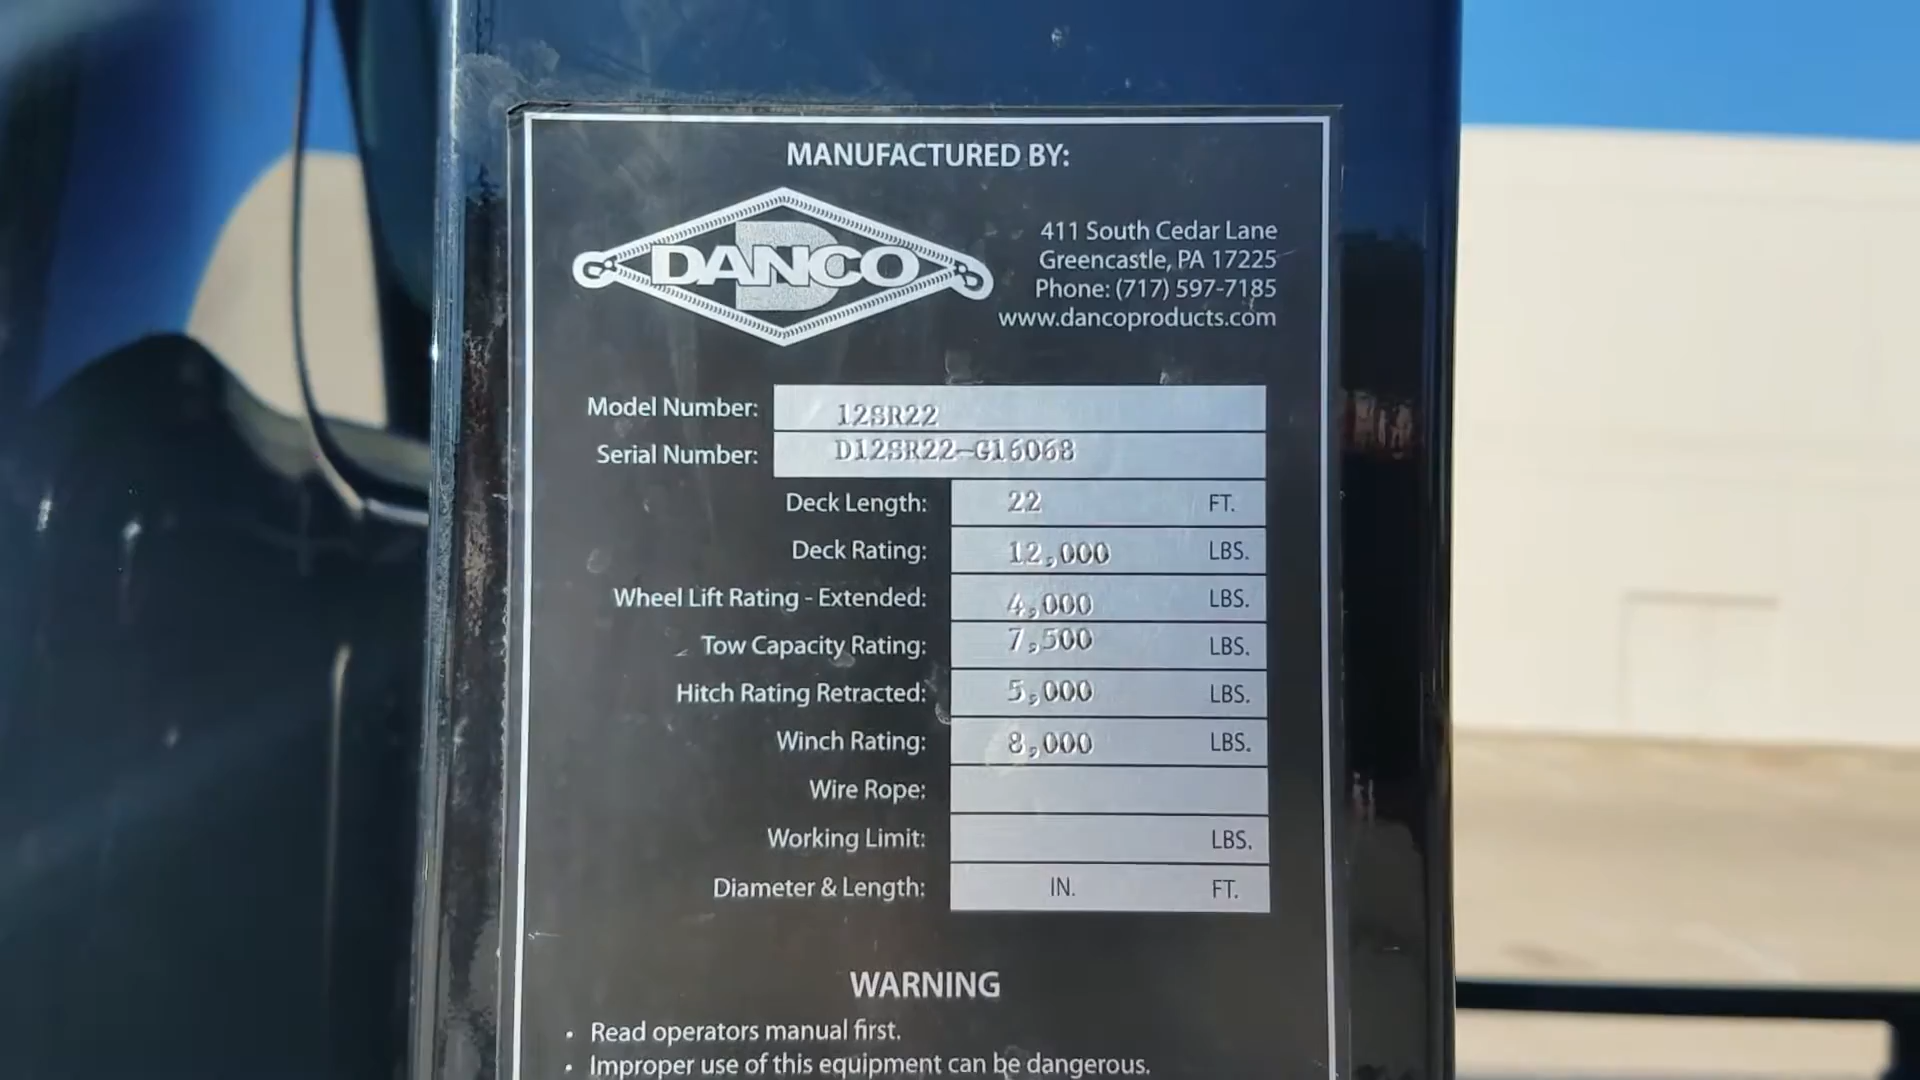 MANUFACTURED BY:
DANCO
411 South Cedar Lane
Greencastle, PA 17225
Phone: (717) 597-7185
www.dancoproducts.com
Model Number: 12SR22
Serial Number: D12SR22-G16068
Deck Length: 22 FT.
Deck Rating: 12,000 LBS.
Wheel Lift Rating - Extended: 4,000 LBS.
Tow Capacity Rating: 7,500 LBS.
Hitch Rating Retracted: 5,000 LBS.
Winch Rating: 8,000 LBS.
Wire Rope:
Working Limit: LBS.
Diameter & Length: IN. FT.
WARNING
• Read operators manual first.
• Improper use of this equipment can be dangerous.